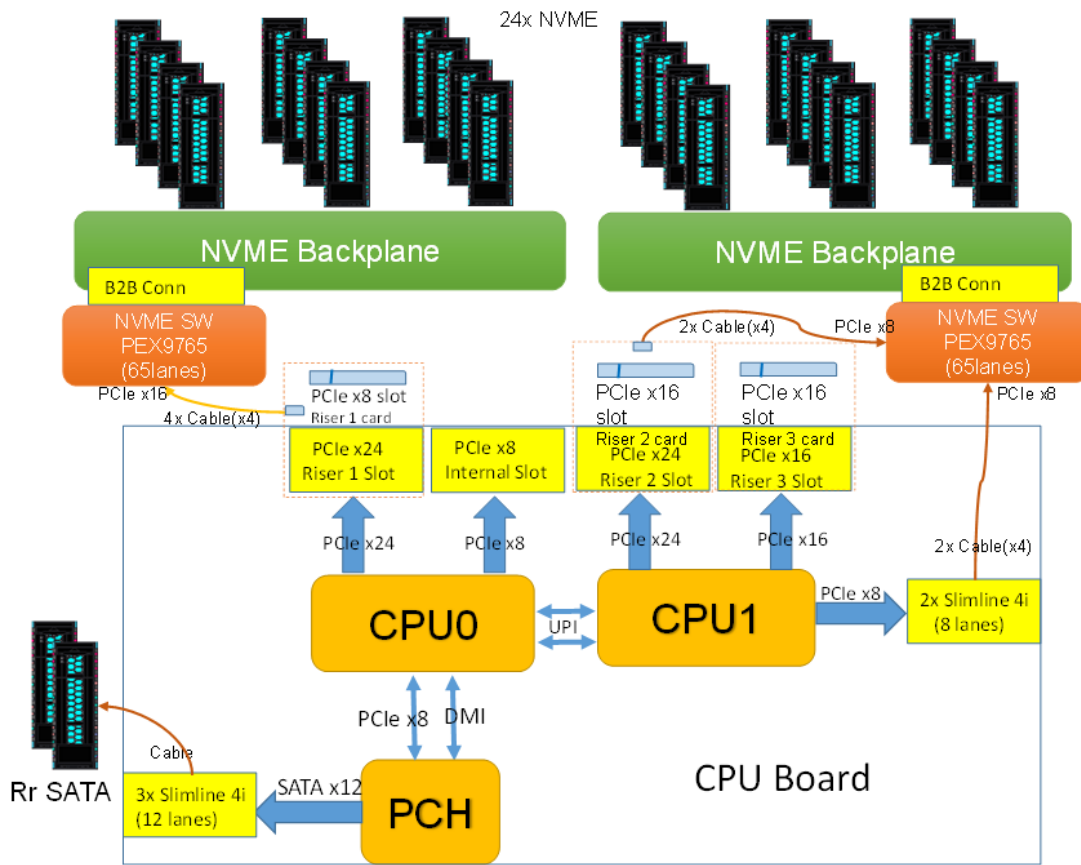 24x NVME
NVME Backplane
NVME Backplane
B2B Conn
B2B Conn
NVME SW
PEX9765
(65lanes)
NVME SW
PEX9765
(65lanes)
2x Cable(x4)
PCIe x8
PCIe x16
4x Cable(x4)
PCIe x8
PCIe x8 slot
Riser 1 card
PCIe x16
slot
Riser 2 card
PCIe x16
slot
Riser 3 card
PCIe x24
Riser 1 Slot
PCIe x8
Internal Slot
PCIe x24
Riser 2 Slot
PCIe x16
Riser 3 Slot
PCIe x24
PCIe x8
PCIe x24
PCIe x16
2x Cable(x4)
CPU0
UPI
CPU1
PCIe x8
2x Slimline 4i
(8 lanes)
PCIe x8
DMI
Cable
Rr SATA
3x Slimline 4i
(12 lanes)
SATA x12
PCH
CPU Board